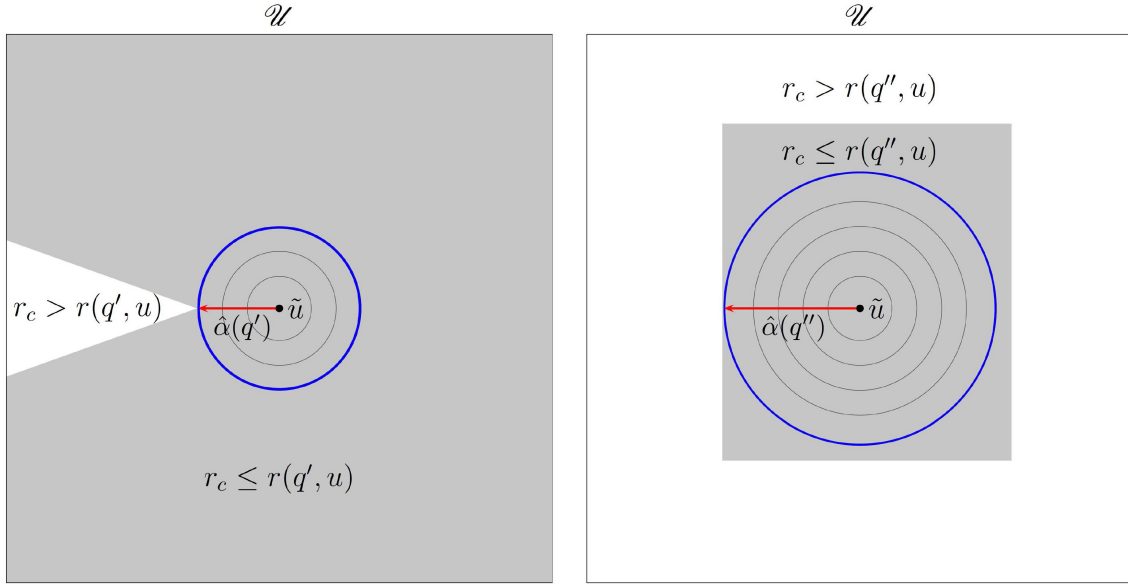 𝒰
r_c > r(q′, u)
ũ
α̂(q′)
r_c ≤ r(q′, u)
𝒰
r_c > r(q″, u)
r_c ≤ r(q″, u)
ũ
α̂(q″)